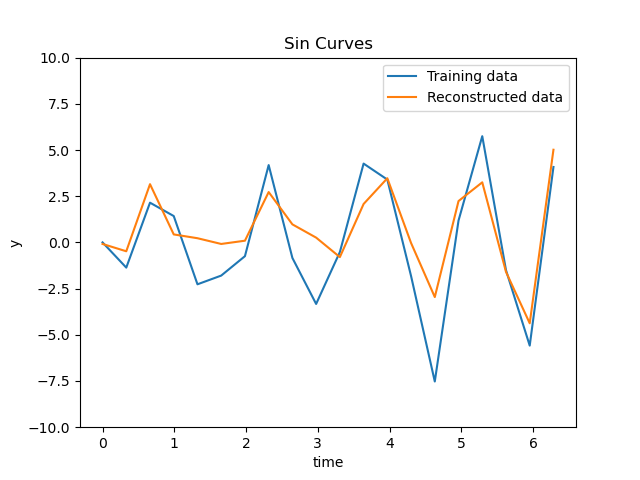 Sin Curves
Training data
Reconstructed data
10.0
7.5
5.0
2.5
0.0
−2.5
−5.0
−7.5
−10.0
y
0 1 2 3 4 5 6
time